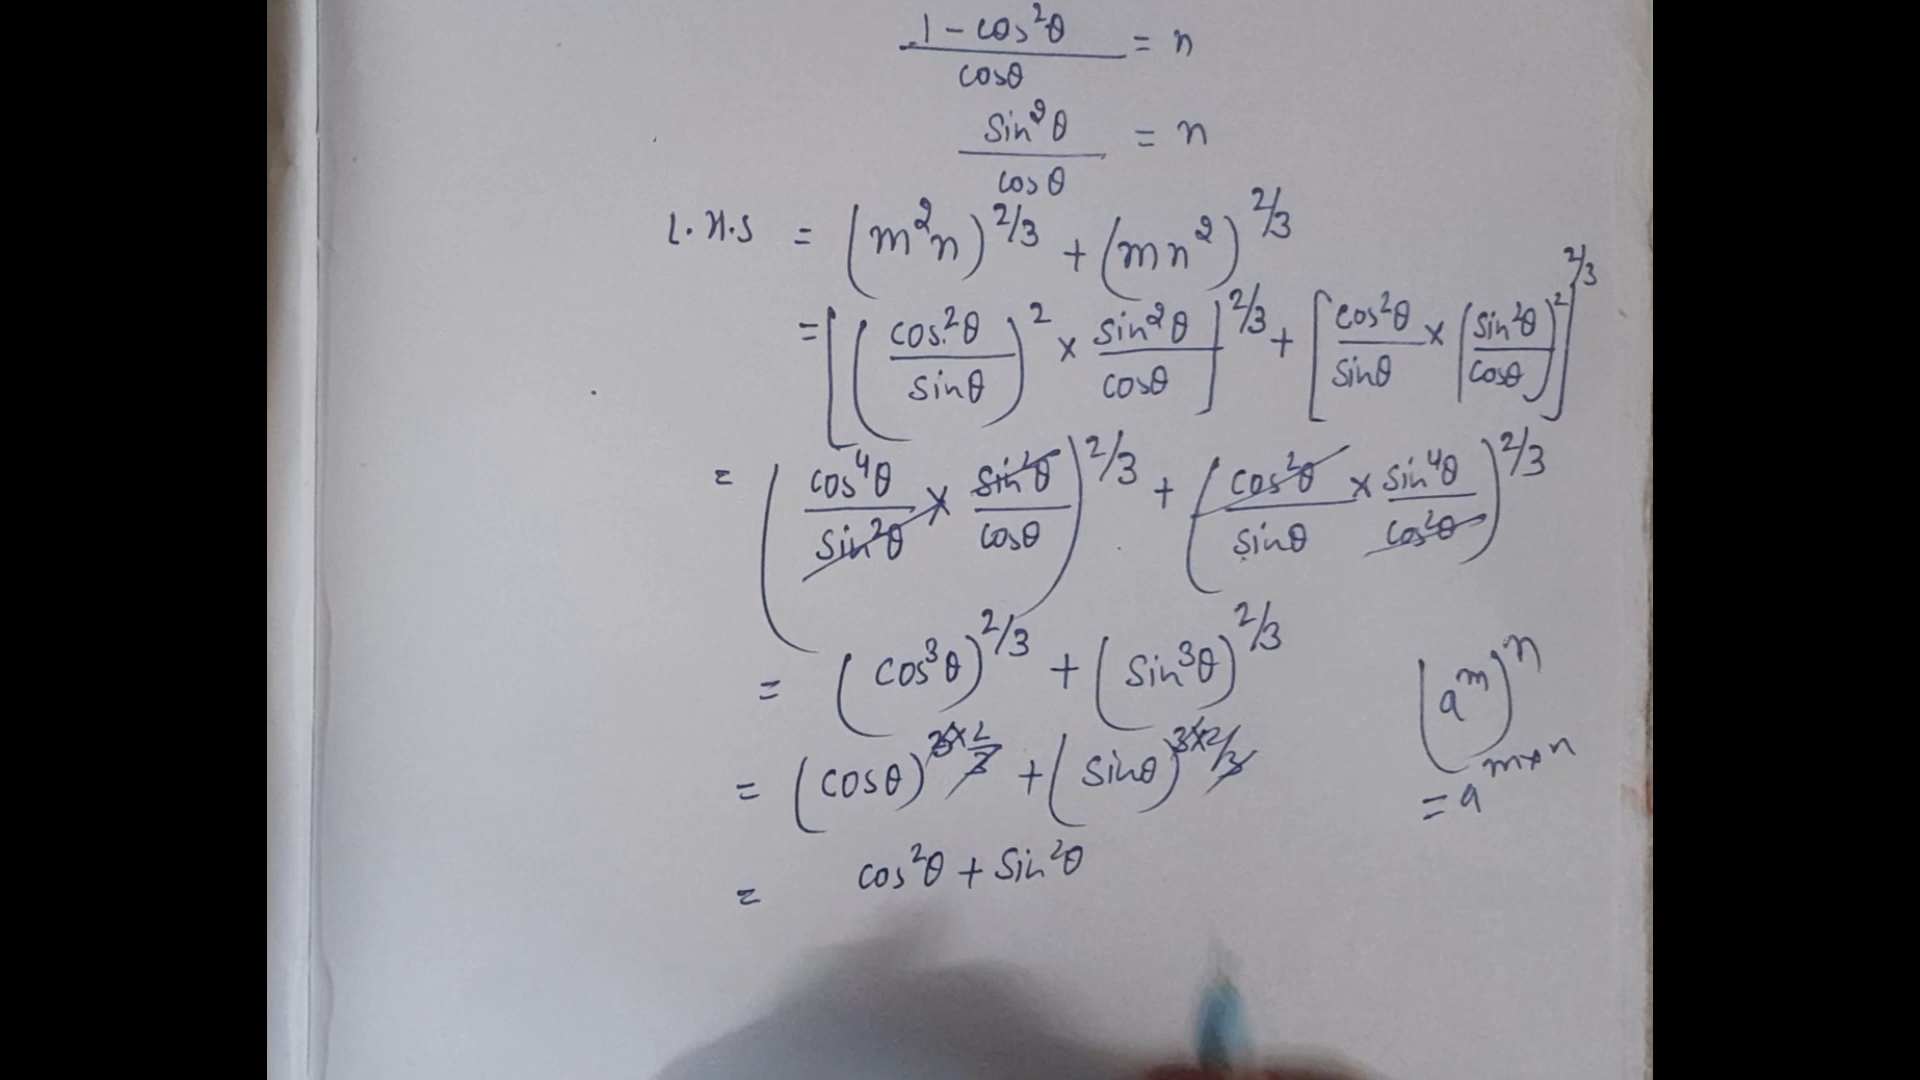 1 - cos²θ / cosθ = n
sin²θ / cosθ = n
L.H.S = (m²n)^2/3 + (mn²)^2/3
= [(cos²θ / sinθ)² × sin²θ / cosθ]^2/3 + [cos²θ / sinθ × (sin²θ / cosθ)²]^2/3
= (cos⁴θ / sin²θ × sin²θ / cosθ)^2/3 + (cos²θ / sinθ × sin⁴θ / cos²θ)^2/3
= (cos³θ)^2/3 + (sin³θ)^2/3
= (cosθ)^3×2/3 + (sinθ)^3×2/3
= cos²θ + sin²θ
(a^m)^n
= a^m×n